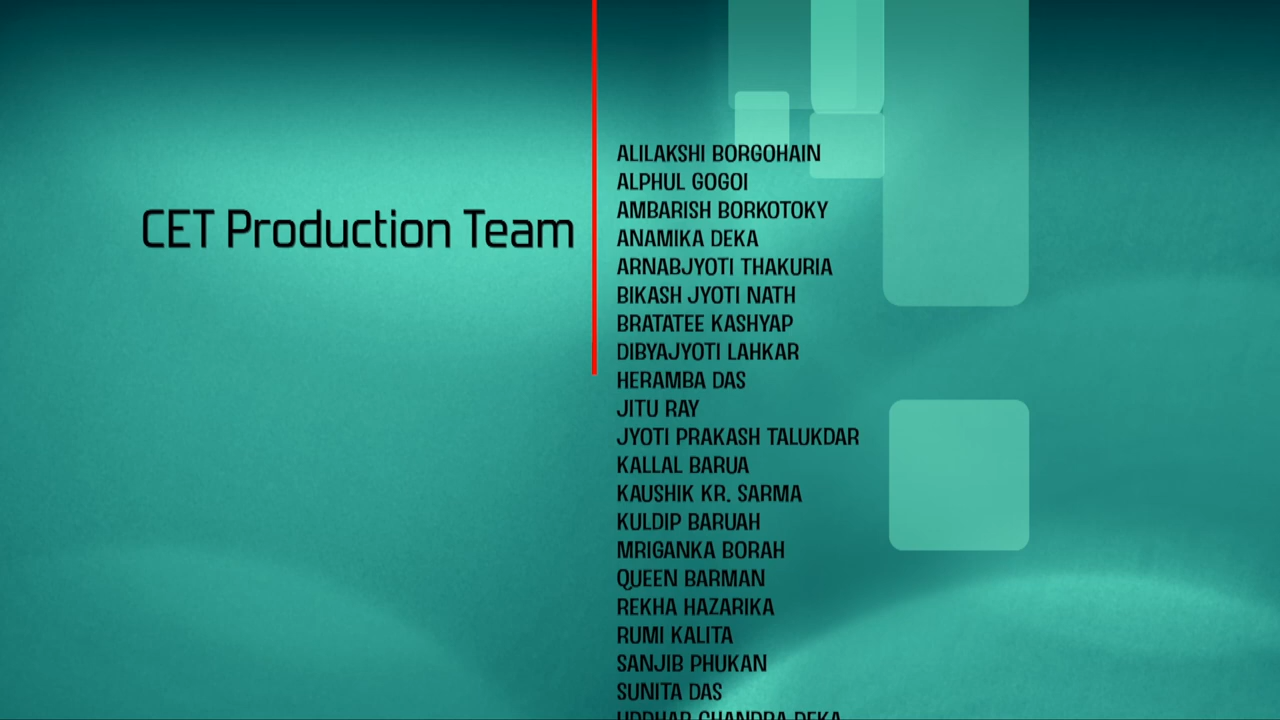 CET Production Team
ALILAKSHI BORGOHAIN
ALPHUL GOGOI
AMBARISH BORKOTOKY
ANAMIKA DEKA
ARNABJYOTI THAKURIA
BIKASH JYOTI NATH
BRATATEE KASHYAP
DIBYAJYOTI LAHKAR
HERAMBA DAS
JITU RAY
JYOTI PRAKASH TALUKDAR
KALLAL BARUA
KAUSHIK KR. SARMA
KULDIP BARUAH
MRIGANKA BORAH
QUEEN BARMAN
REKHA HAZARIKA
RUMI KALITA
SANJIB PHUKAN
SUNITA DAS
CHANDRA DEKA